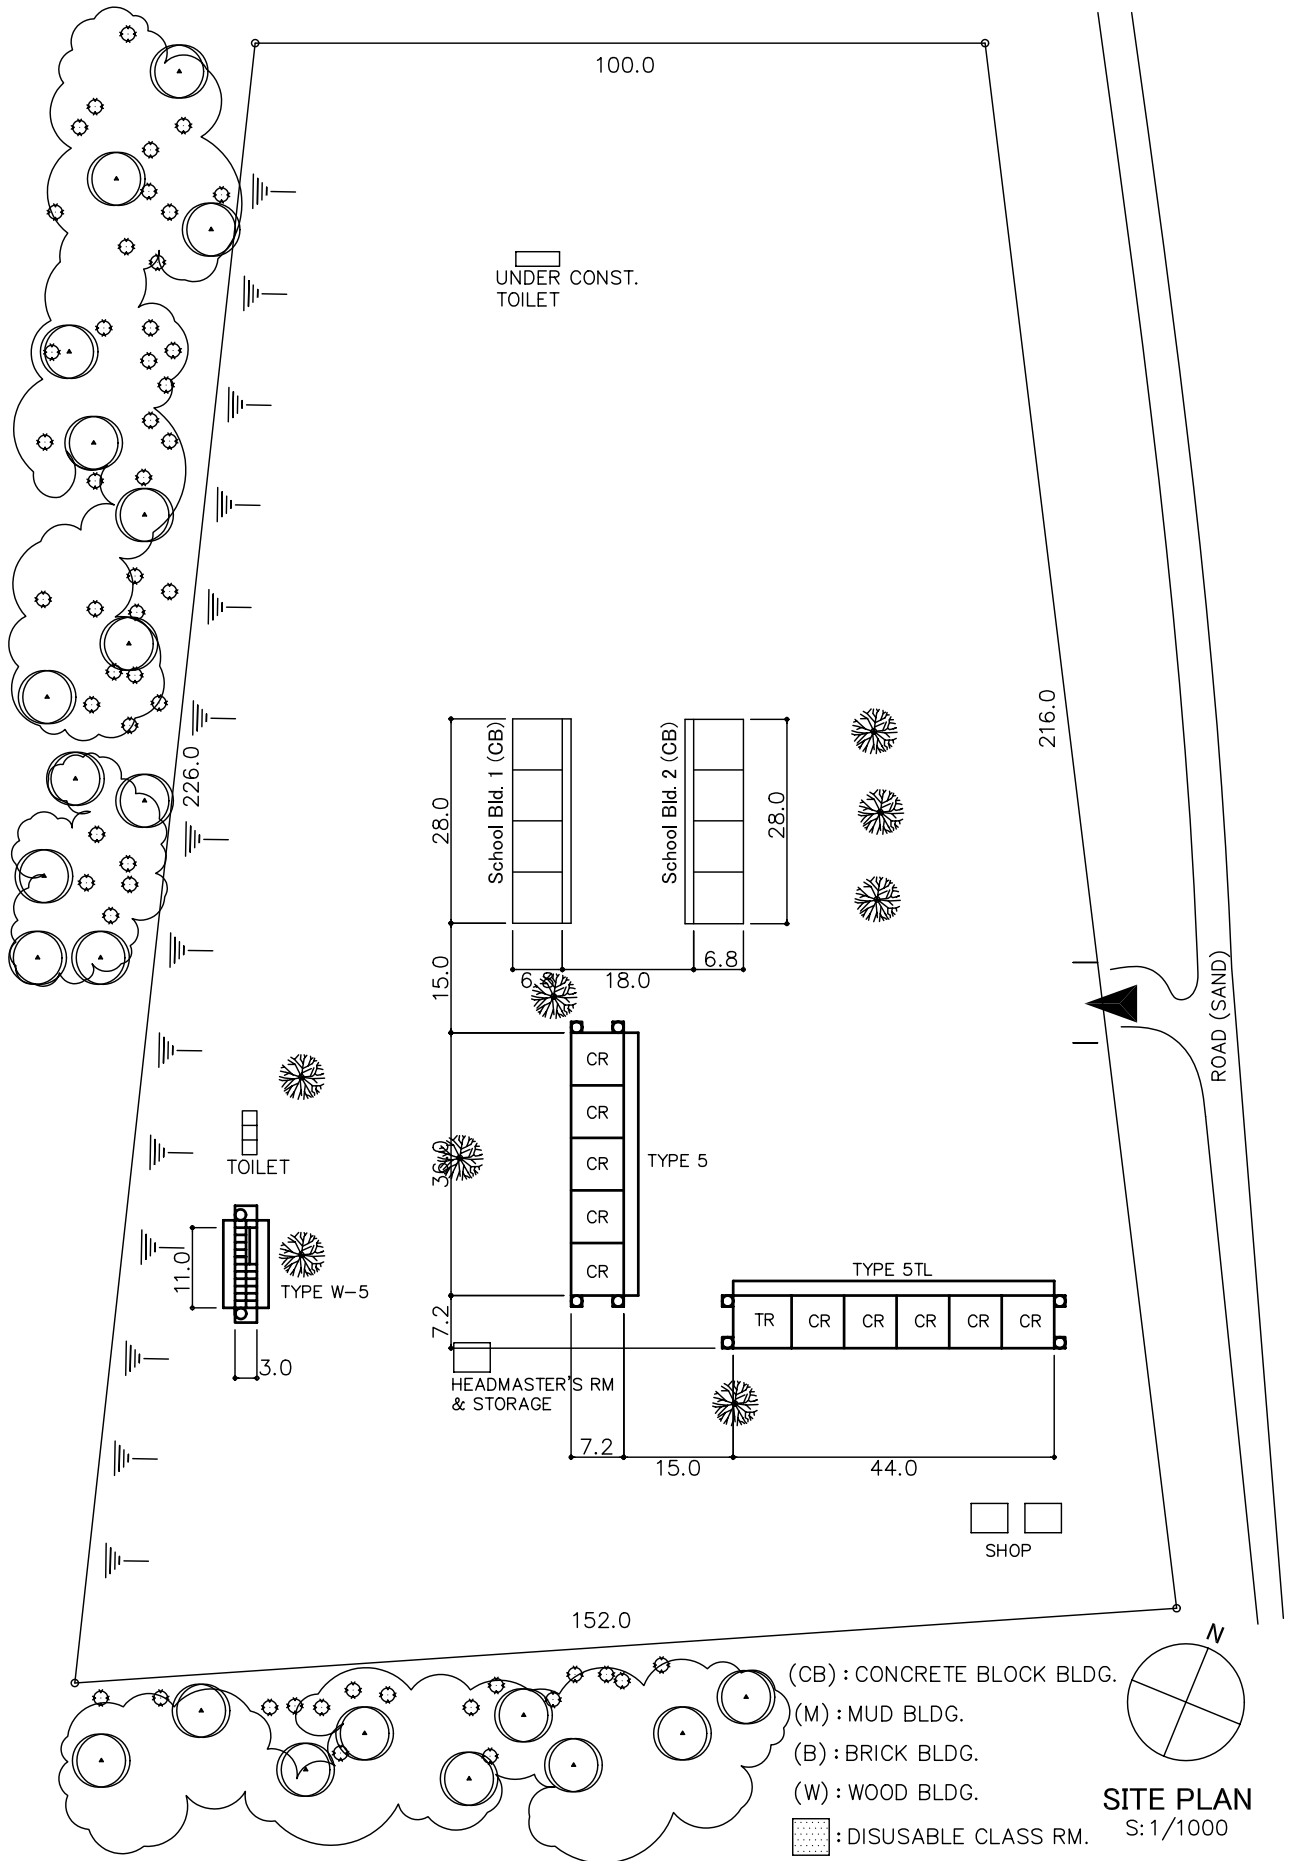 100.0
UNDER CONST.
TOILET
216.0
226.0
28.0
School Bld. 1 (CB)
School Bld. 2 (CB)
28.0
15.0
6.8
18.0
6.8
ROAD (SAND)
CR
CR
CR
CR
CR
36.0
TYPE 5
TOILET
11.0
TYPE W-5
3.0
7.2
TYPE 5TL
TR CR CR CR CR CR
HEADMASTER'S RM
& STORAGE
7.2
15.0
44.0
SHOP
152.0
N
(CB) : CONCRETE BLOCK BLDG.
(M) : MUD BLDG.
(B) : BRICK BLDG.
(W) : WOOD BLDG.
: DISUSABLE CLASS RM.
SITE PLAN
S:1/1000